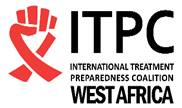 ITPC
INTERNATIONAL TREATMENT
PREPAREDNESS COALITION
WEST AFRICA